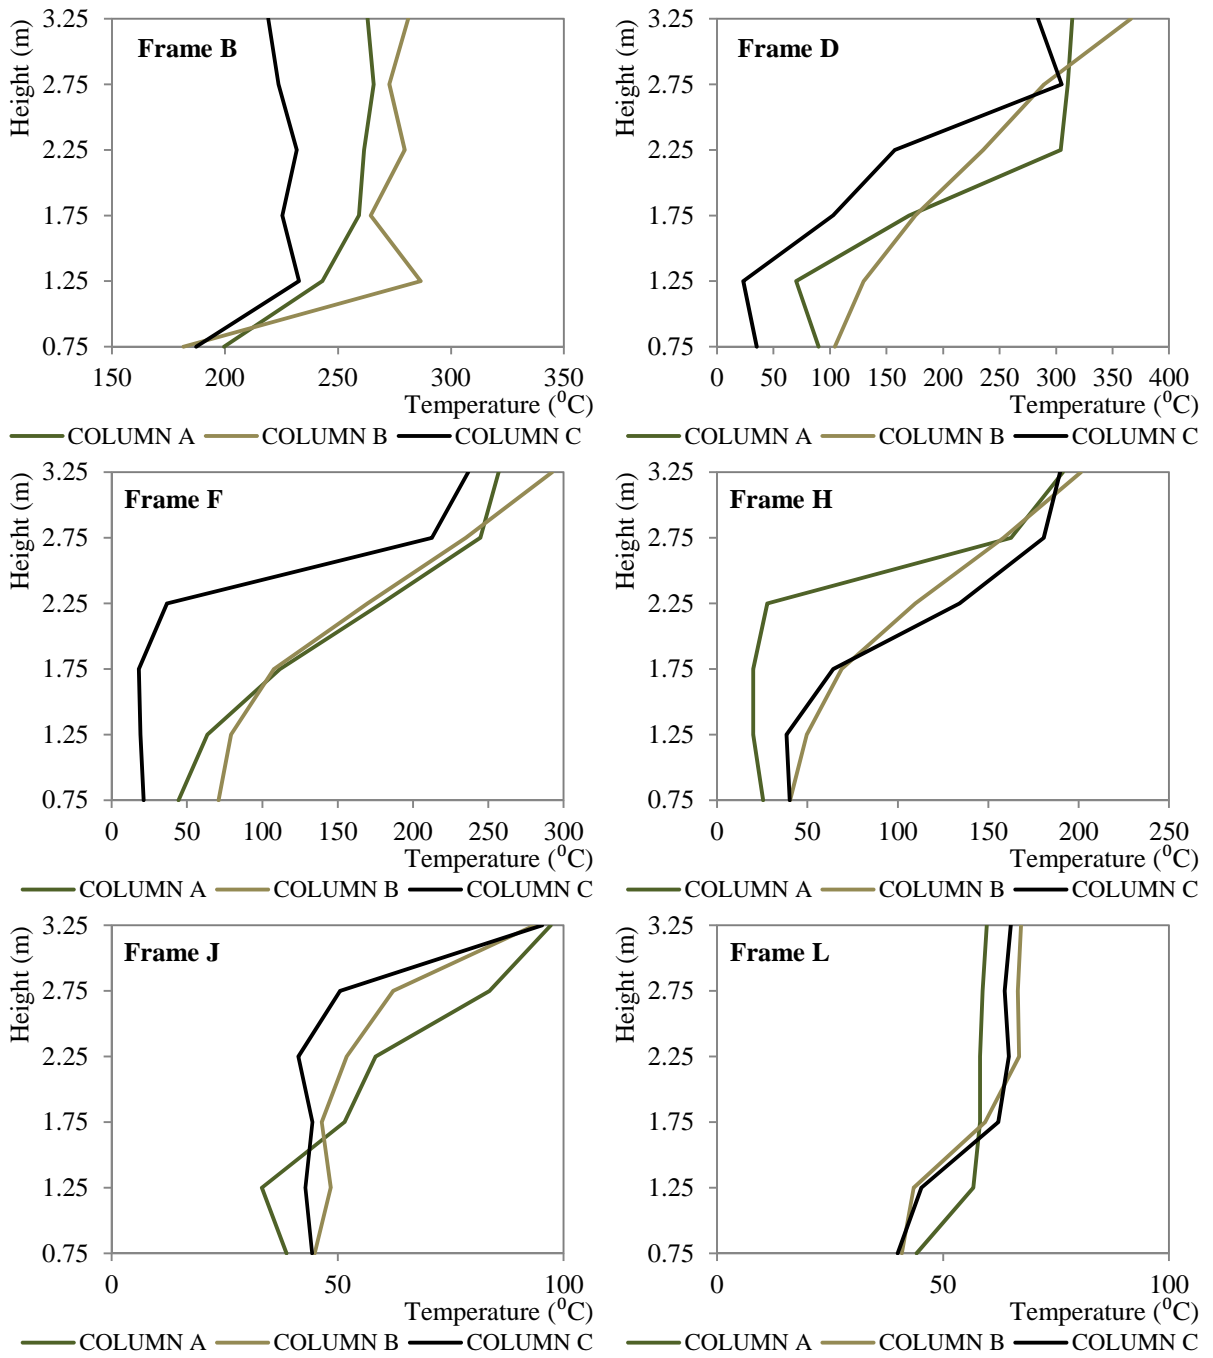 Frame B
Height (m)
3.25
2.75
2.25
1.75
1.25
0.75
150 200 250 300 350
Temperature (⁰C)
COLUMN A COLUMN B COLUMN C
Frame D
Height (m)
3.25
2.75
2.25
1.75
1.25
0.75
0 50 100 150 200 250 300 350 400
Temperature (⁰C)
COLUMN A COLUMN B COLUMN C
Frame F
Height (m)
3.25
2.75
2.25
1.75
1.25
0.75
0 50 100 150 200 250 300
Temperature (⁰C)
COLUMN A COLUMN B COLUMN C
Frame H
Height (m)
3.25
2.75
2.25
1.75
1.25
0.75
0 50 100 150 200 250
Temperature (⁰C)
COLUMN A COLUMN B COLUMN C
Frame J
Height (m)
3.25
2.75
2.25
1.75
1.25
0.75
0 50 100
Temperature (⁰C)
COLUMN A COLUMN B COLUMN C
Frame L
Height (m)
3.25
2.75
2.25
1.75
1.25
0.75
0 50 100
Temperature (⁰C)
COLUMN A COLUMN B COLUMN C